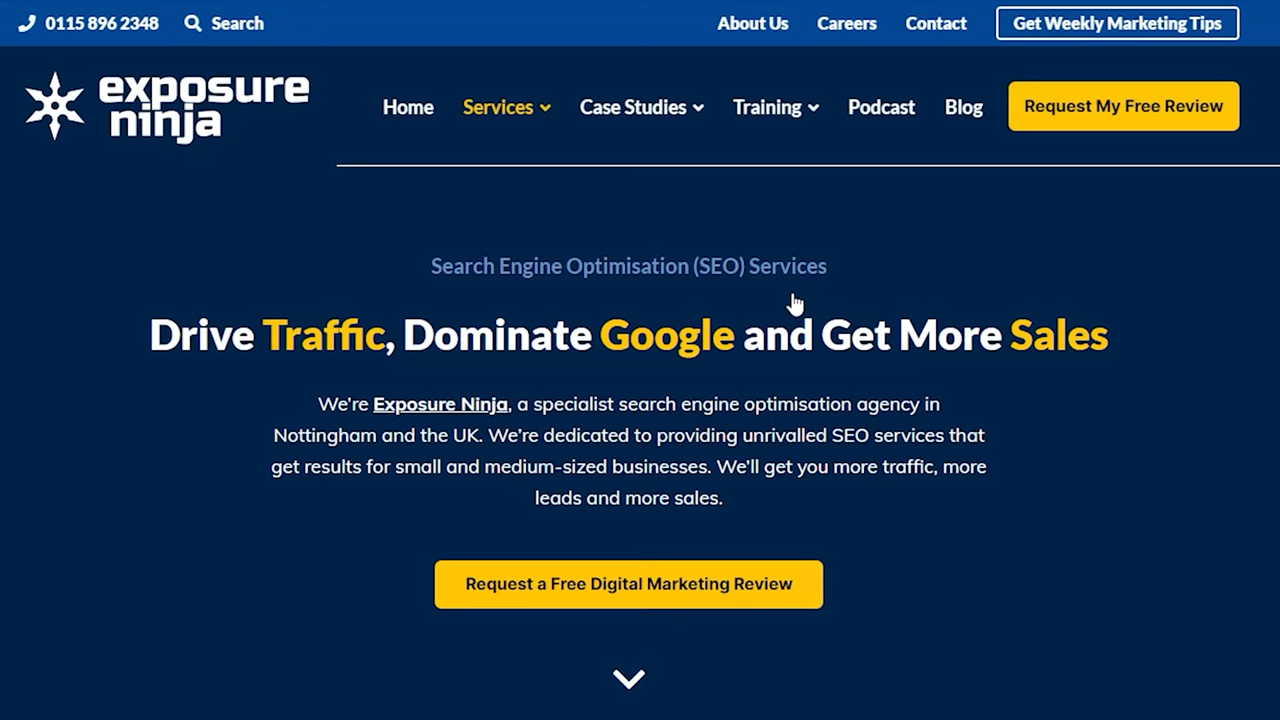 0115 896 2348 Search About Us Careers Contact Get Weekly Marketing Tips
exposure
ninja
Home Services Case Studies Training Podcast Blog Request My Free Review
Search Engine Optimisation (SEO) Services
Drive Traffic, Dominate Google and Get More Sales
We're Exposure Ninja, a specialist search engine optimisation agency in
Nottingham and the UK. We're dedicated to providing unrivalled SEO services that
get results for small and medium-sized businesses. We'll get you more traffic, more
leads and more sales.
Request a Free Digital Marketing Review